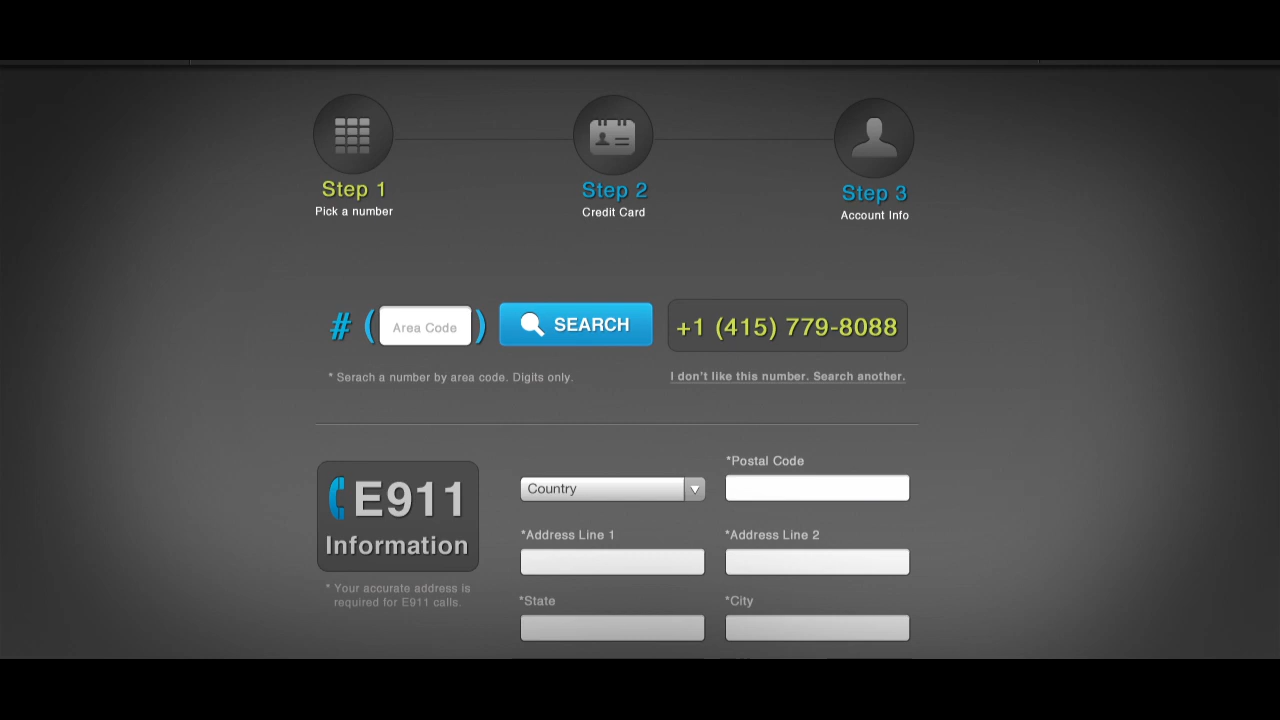 Step 1
Pick a number
Step 2
Credit Card
Step 3
Account Info
# (Area Code) SEARCH
+1 (415) 779-8088
* Serach a number by area code. Digits only.
I don't like this number. Search another.
E911
Information
* Your accurate address is
required for E911 calls.
Country
*Postal Code
*Address Line 1
*Address Line 2
*State
*City